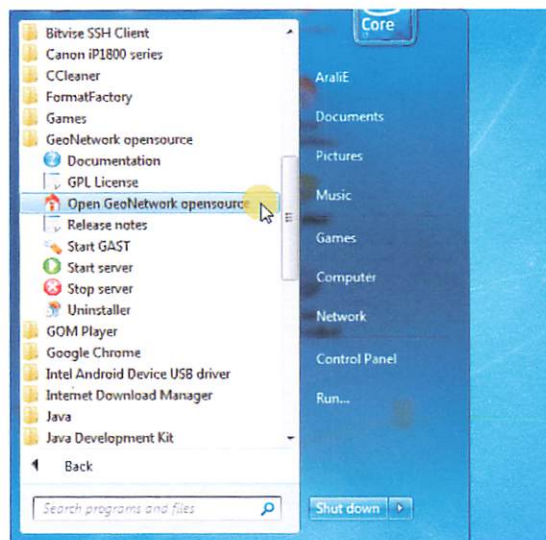 Bitvise SSH Client
Canon iP1800 series
CCleaner
FormatFactory
Games
GeoNetwork opensource
Documentation
GPL License
Open GeoNetwork opensource
Release notes
Start GAST
Start server
Stop server
Uninstaller
GOM Player
Google Chrome
Intel Android Device USB driver
Internet Download Manager
Java
Java Development Kit
Back
Search programs and files
Core
AraliE
Documents
Pictures
Music
Games
Computer
Network
Control Panel
Run...
Shut down